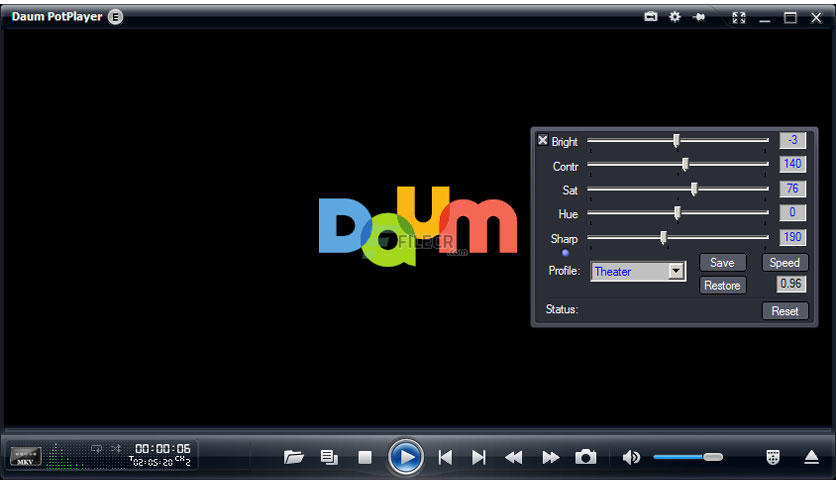 Daum PotPlayer E
Daum
FILECR
.com
Bright -3
Contr 140
Sat 76
Hue 0
Sharp 190
Profile: Theater Save Speed
Restore 0.96
Status: Reset
MKV
00:00:06
T02:05:20 CH2